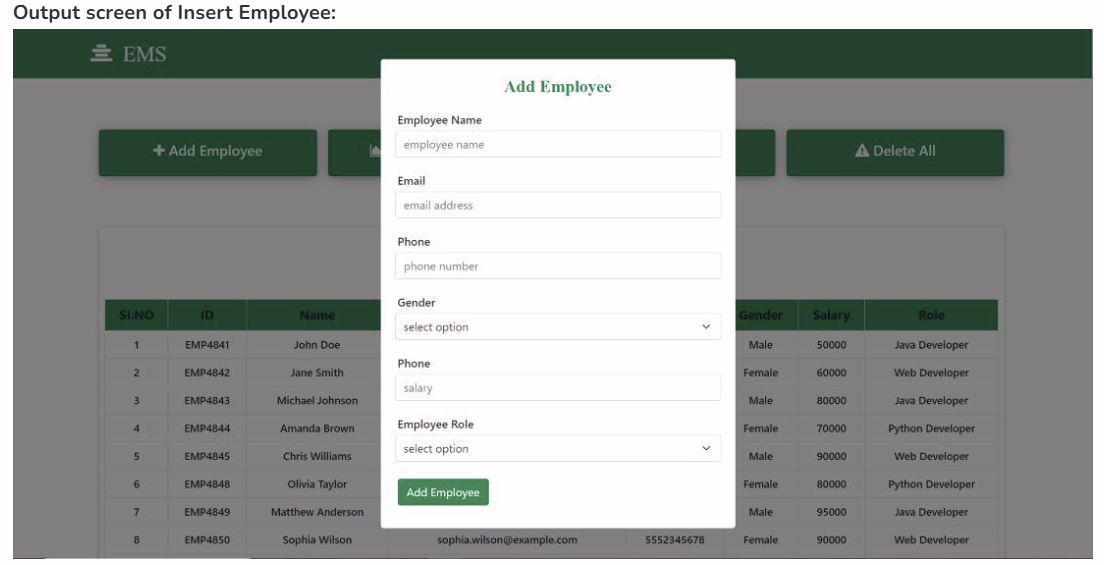 Output screen of Insert Employee:
EMS
Add Employee
Delete All
Add Employee
Employee Name
employee name
Email
email address
Phone
phone number
Gender
select option
Phone
salary
Employee Role
select option
Add Employee
SI.NO ID Name Gender Salary Role
1 EMP4841 John Doe Male 50000 Java Developer
2 EMP4842 Jane Smith Female 60000 Web Developer
3 EMP4843 Michael Johnson Male 80000 Java Developer
4 EMP4844 Amanda Brown Female 70000 Python Developer
5 EMP4845 Chris Williams Male 90000 Web Developer
6 EMP4848 Olivia Taylor Female 80000 Python Developer
7 EMP4849 Matthew Anderson Male 95000 Java Developer
8 EMP4850 Sophia Wilson sophia.wilson@example.com 5552345678 Female 90000 Web Developer